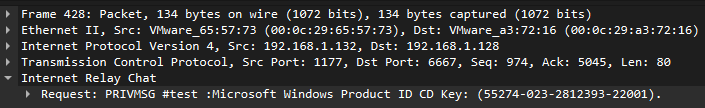 Frame 428: Packet, 134 bytes on wire (1072 bits), 134 bytes captured (1072 bits)
Ethernet II, Src: VMware_65:57:73 (00:0c:29:65:57:73), Dst: VMware_a3:72:16 (00:0c:29:a3:72:16)
Internet Protocol Version 4, Src: 192.168.1.132, Dst: 192.168.1.128
Transmission Control Protocol, Src Port: 1177, Dst Port: 6667, Seq: 974, Ack: 5045, Len: 80
Internet Relay Chat
Request: PRIVMSG #test :Microsoft Windows Product ID CD Key: (55274-023-2812393-22001).